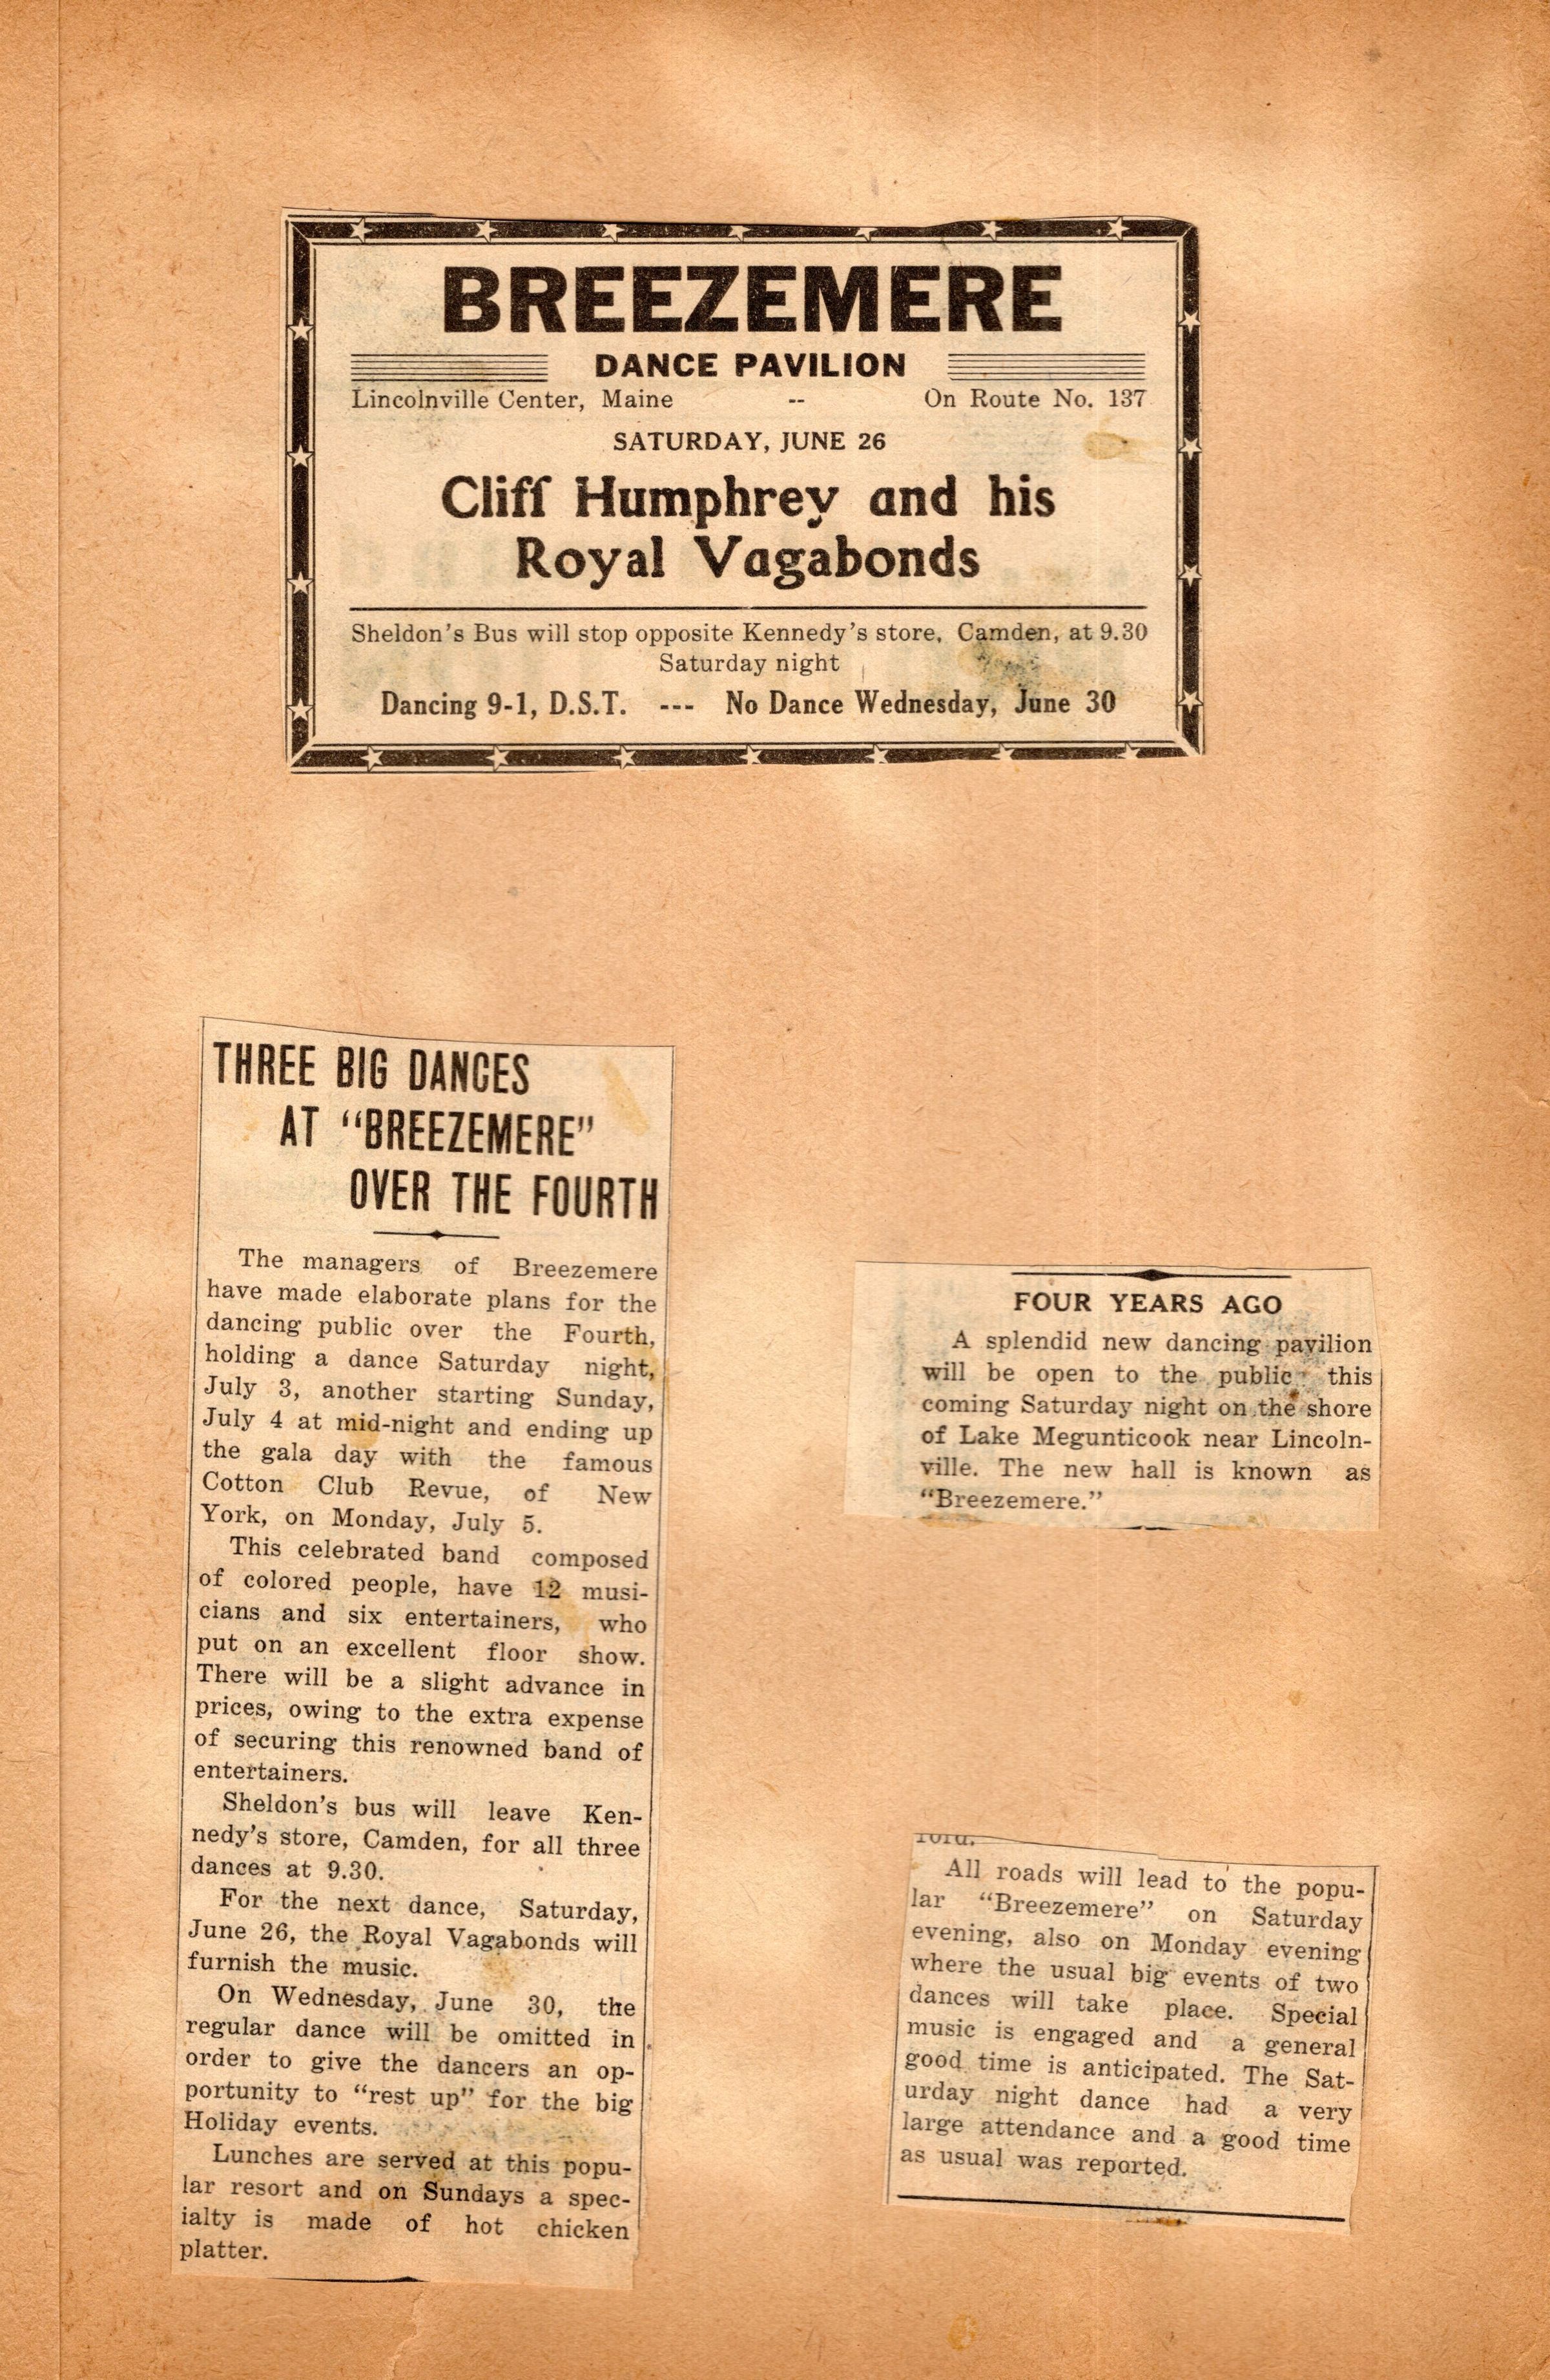 BREEZEMERE
DANCE PAVILION
Lincolnville Center, Maine -- On Route No. 137
SATURDAY, JUNE 26
Cliff Humphrey and his
Royal Vagabonds
Sheldon's Bus will stop opposite Kennedy's store, Camden, at 9.30
Saturday night
Dancing 9-1, D.S.T. --- No Dance Wednesday, June 30
THREE BIG DANCES
AT "BREEZEMERE"
OVER THE FOURTH
The managers of Breezemere
have made elaborate plans for the
dancing public over the Fourth,
holding a dance Saturday night,
July 3, another starting Sunday,
July 4 at mid-night and ending up
the gala day with the famous
Cotton Club Revue, of New
York, on Monday, July 5.
This celebrated band composed
of colored people, have 12 musi-
cians and six entertainers, who
put on an excellent floor show.
There will be a slight advance in
prices, owing to the extra expense
of securing this renowned band of
entertainers.
Sheldon's bus will leave Ken-
nedy's store, Camden, for all three
dances at 9.30.
For the next dance, Saturday,
June 26, the Royal Vagabonds will
furnish the music.
On Wednesday, June 30, the
regular dance will be omitted in
order to give the dancers an op-
portunity to "rest up" for the big
Holiday events.
Lunches are served at this popu-
lar resort and on Sundays a spec-
ialty is made of hot chicken
platter.
FOUR YEARS AGO
A splendid new dancing pavilion
will be open to the public this
coming Saturday night on the shore
of Lake Megunticook near Lincoln-
ville. The new hall is known as
"Breezemere."
All roads will lead to the popu-
lar "Breezemere" on Saturday
evening, also on Monday evening
where the usual big events of two
dances will take place. Special
music is engaged and a general
good time is anticipated. The Sat-
urday night dance had a very
large attendance and a good time
as usual was reported.